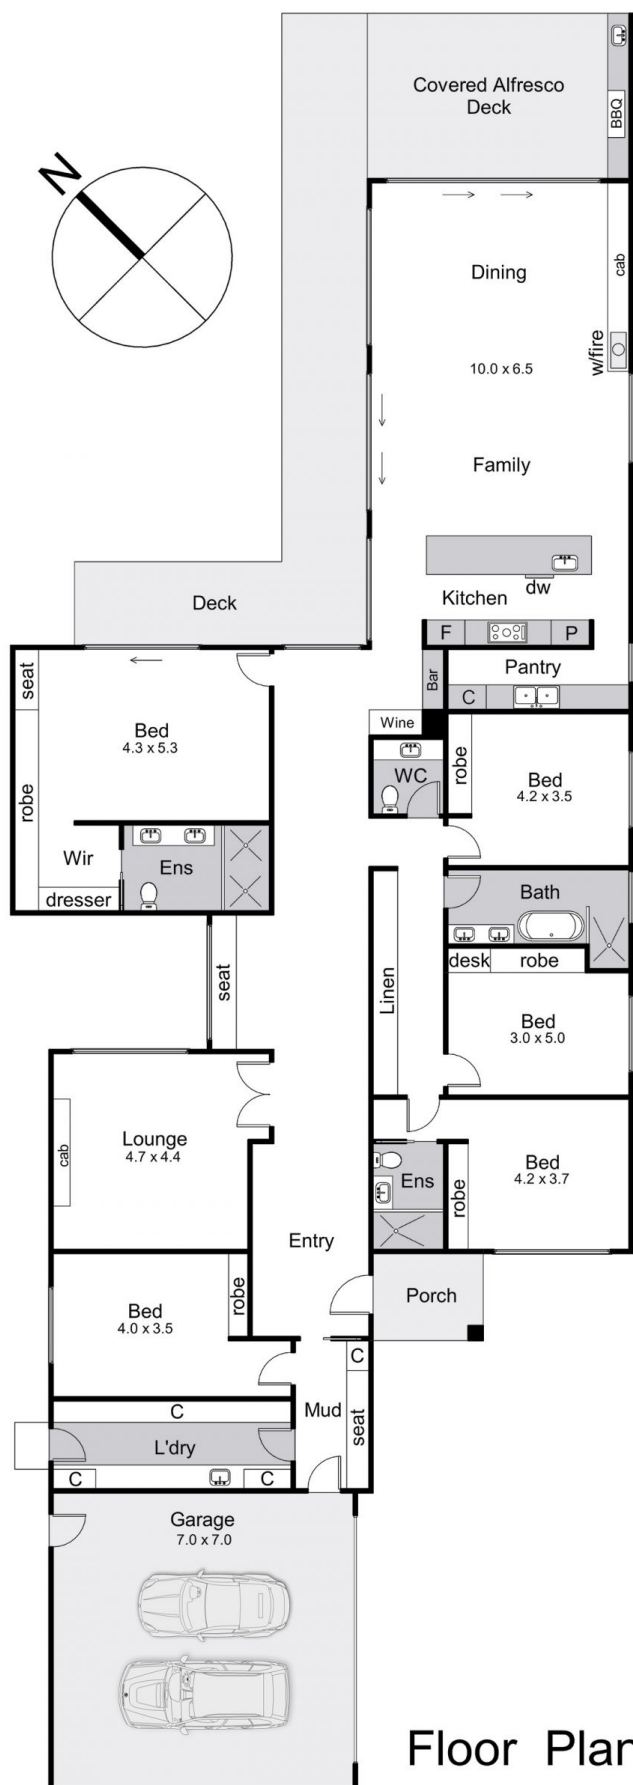 Covered Alfresco
Deck
BBQ
N
Dining
cab
w/fire
10.0 x 6.5
Family
dw
Kitchen
Deck
F
P
Pantry
Bar
C
seat
Wine
Bed
4.3 x 5.3
robe
WC
robe
Bed
4.2 x 3.5
Wir
Ens
dresser
Bath
desk
robe
seat
Linen
Bed
3.0 x 5.0
Lounge
4.7 x 4.4
cab
Bed
4.2 x 3.7
Ens
robe
Entry
Porch
robe
Bed
4.0 x 3.5
C
Mud
seat
C
L'dry
C
C
Garage
7.0 x 7.0
Floor Plan